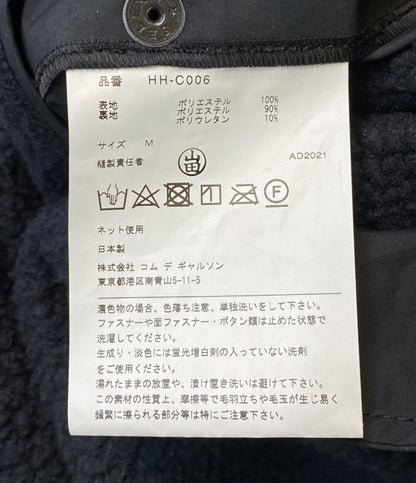 品番 HH-C006
表地 ポリエステル 100%
裏地 ポリエステル 90%
ポリウレタン 10%
サイズ M
縫製責任者 山田 AD2021
F
ネット使用
日本製
株式会社 コム デ ギャルソン
東京都港区南青山5-11-5
濃色物の場合、色落ち注意、単独洗いをして下さい。
ファスナーや面ファスナー・ボタン類は止めた状態で
洗濯してください。
生成り・淡色には蛍光増白剤の入っていない洗剤
をご使用ください。
濡れたままの放置や、漬け置き洗いは避けて下さい。
この素材の性質上、摩擦等で毛羽立ちや毛玉が生じ易く
頻繁に擦られる部分等は特にご注意下さい。